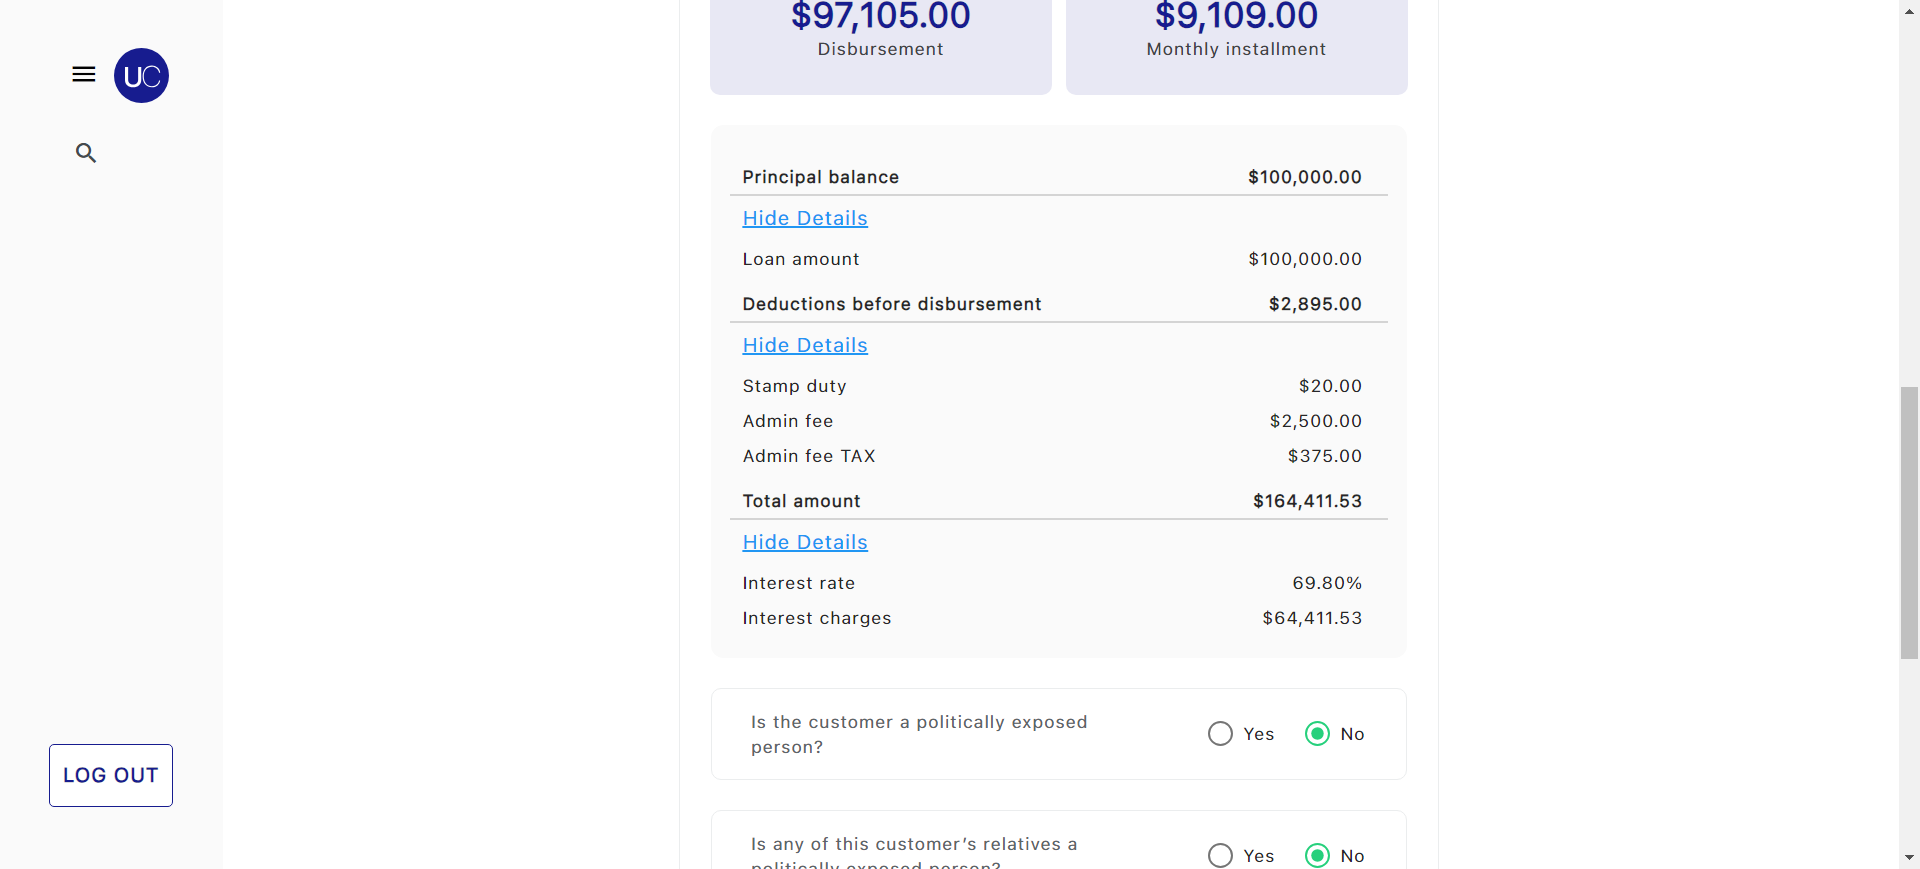 UC
$97,105.00
Disbursement
$9,109.00
Monthly installment
Principal balance $100,000.00
Hide Details
Loan amount $100,000.00
Deductions before disbursement $2,895.00
Hide Details
Stamp duty $20.00
Admin fee $2,500.00
Admin fee TAX $375.00
Total amount $164,411.53
Hide Details
Interest rate 69.80%
Interest charges $64,411.53
Is the customer a politically exposed
person?
Yes No
Is any of this customer’s relatives a
politically exposed person?
Yes No
LOG OUT